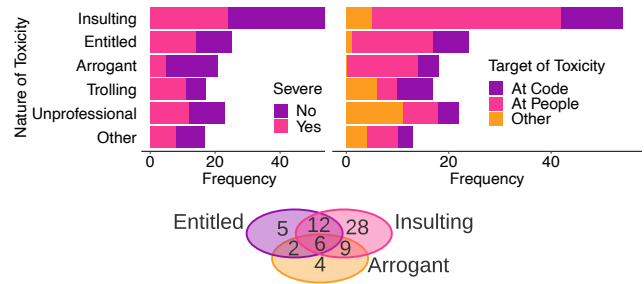 Nature of Toxicity
Insulting
Entitled
Arrogant
Trolling
Unprofessional
Other
Severe
No
Yes
0 20 40
Frequency
Target of Toxicity
At Code
At People
Other
0 20 40
Frequency
Entitled 5 12 28 Insulting
2 6 9
4 Arrogant